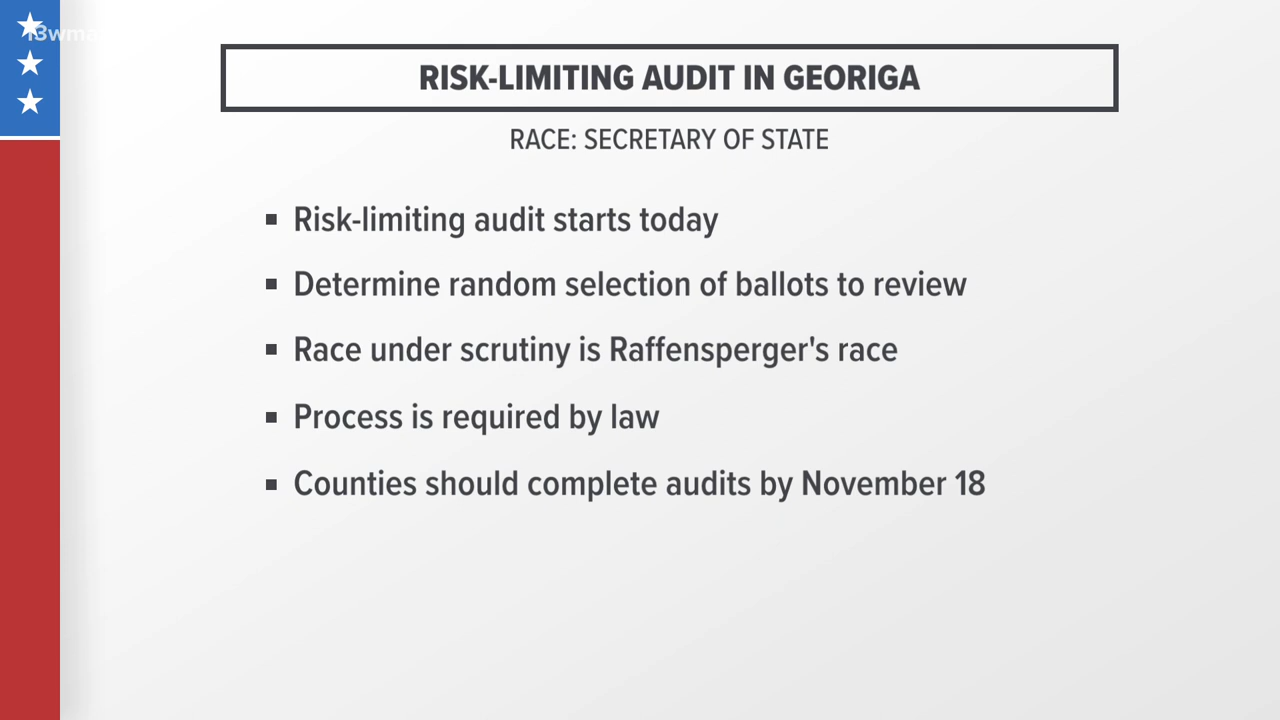 13wma
RISK-LIMITING AUDIT IN GEORIGA
RACE: SECRETARY OF STATE
▪ Risk-limiting audit starts today
▪ Determine random selection of ballots to review
▪ Race under scrutiny is Raffensperger's race
▪ Process is required by law
▪ Counties should complete audits by November 18